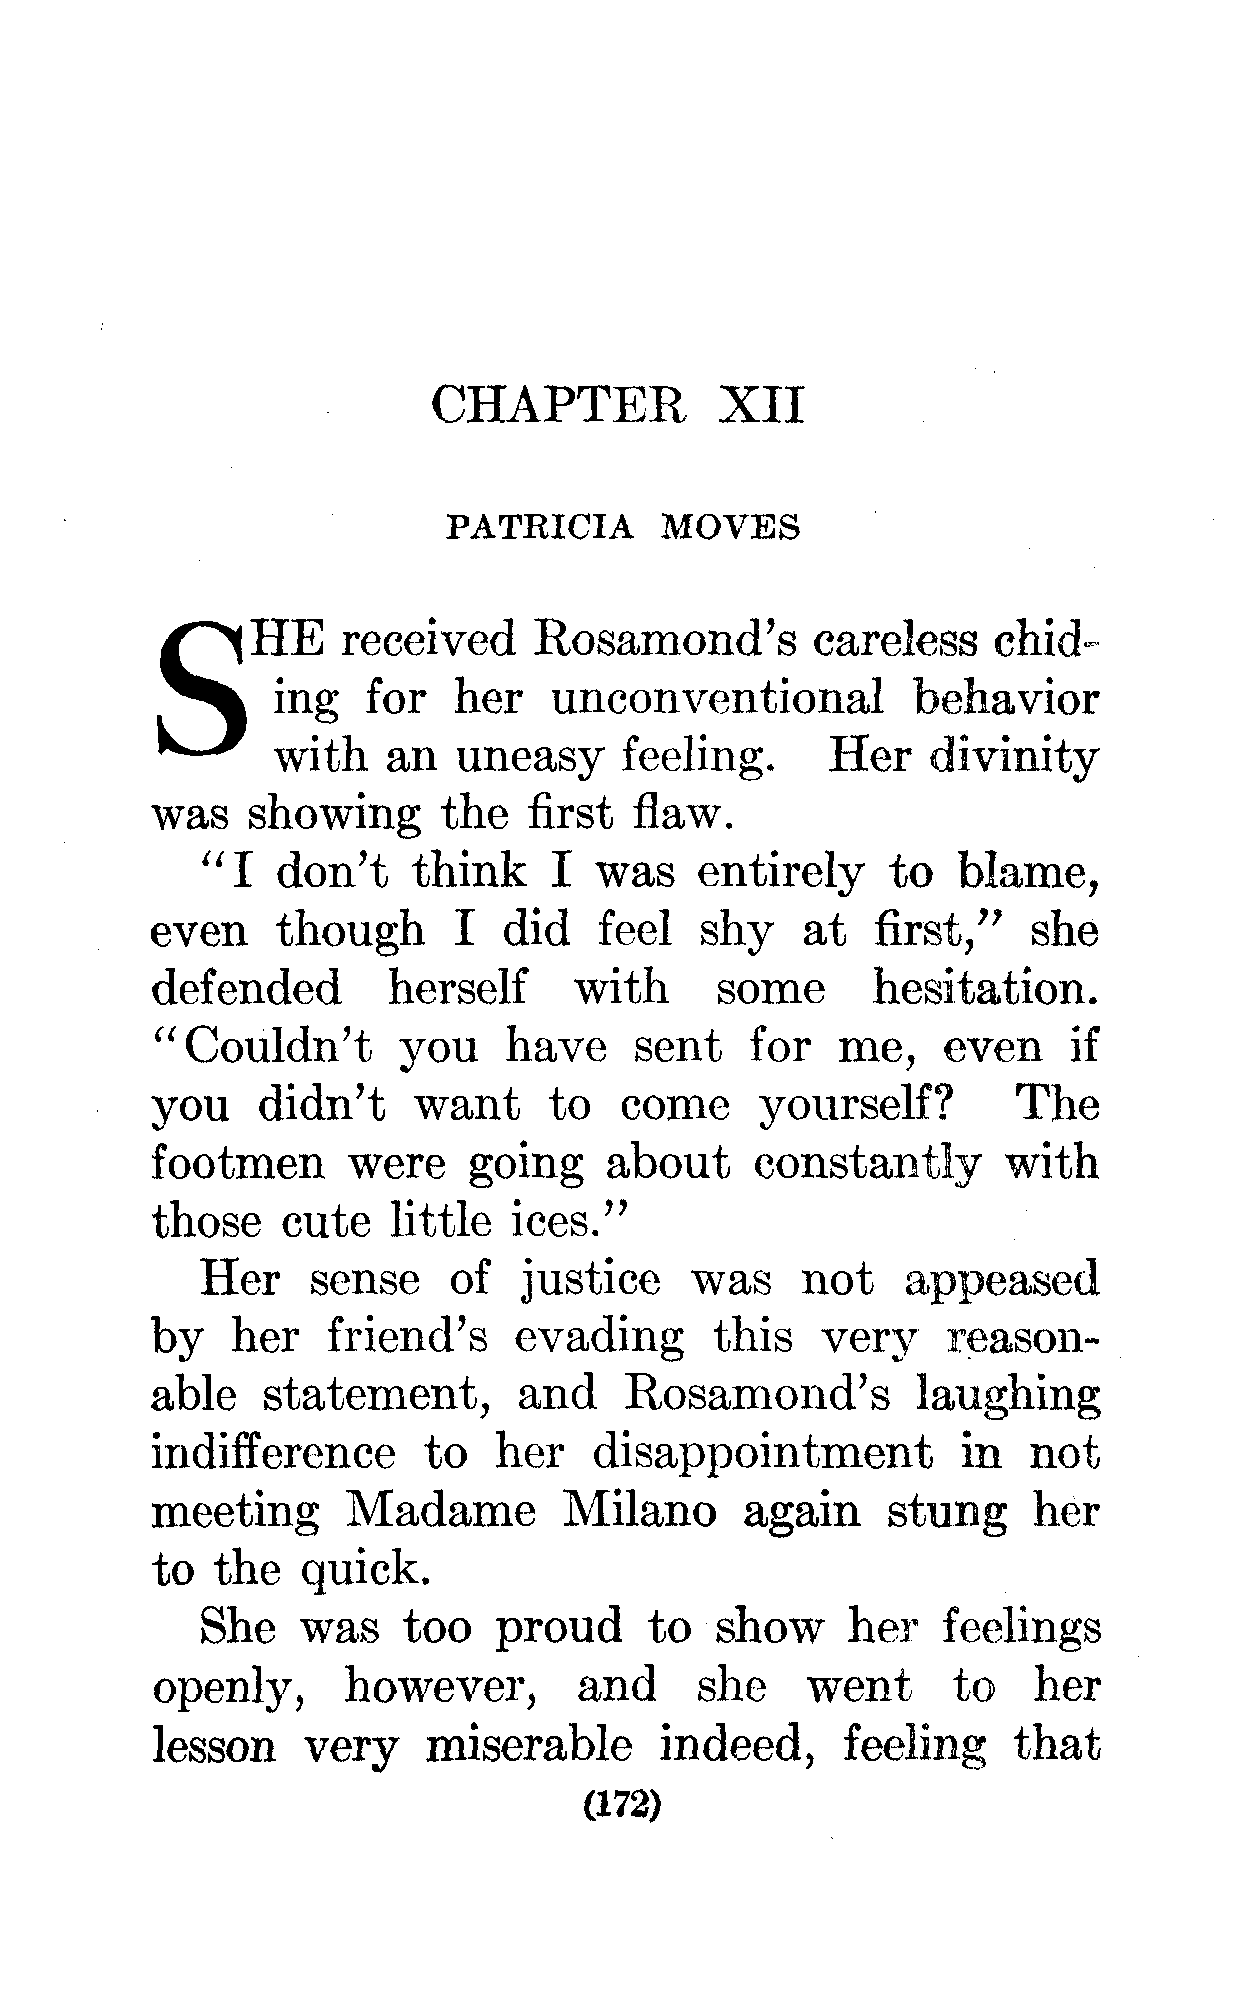 CHAPTER XII
PATRICIA MOVES
SHE received Rosamond's careless chid-
ing for her unconventional behavior
with an uneasy feeling. Her divinity
was showing the first flaw.
"I don't think I was entirely to blame,
even though I did feel shy at first," she
defended herself with some hesitation.
"Couldn't you have sent for me, even if
you didn't want to come yourself? The
footmen were going about constantly with
those cute little ices."
Her sense of justice was not appeased
by her friend's evading this very reason-
able statement, and Rosamond's laughing
indifference to her disappointment in not
meeting Madame Milano again stung her
to the quick.
She was too proud to show her feelings
openly, however, and she went to her
lesson very miserable indeed, feeling that
(172)